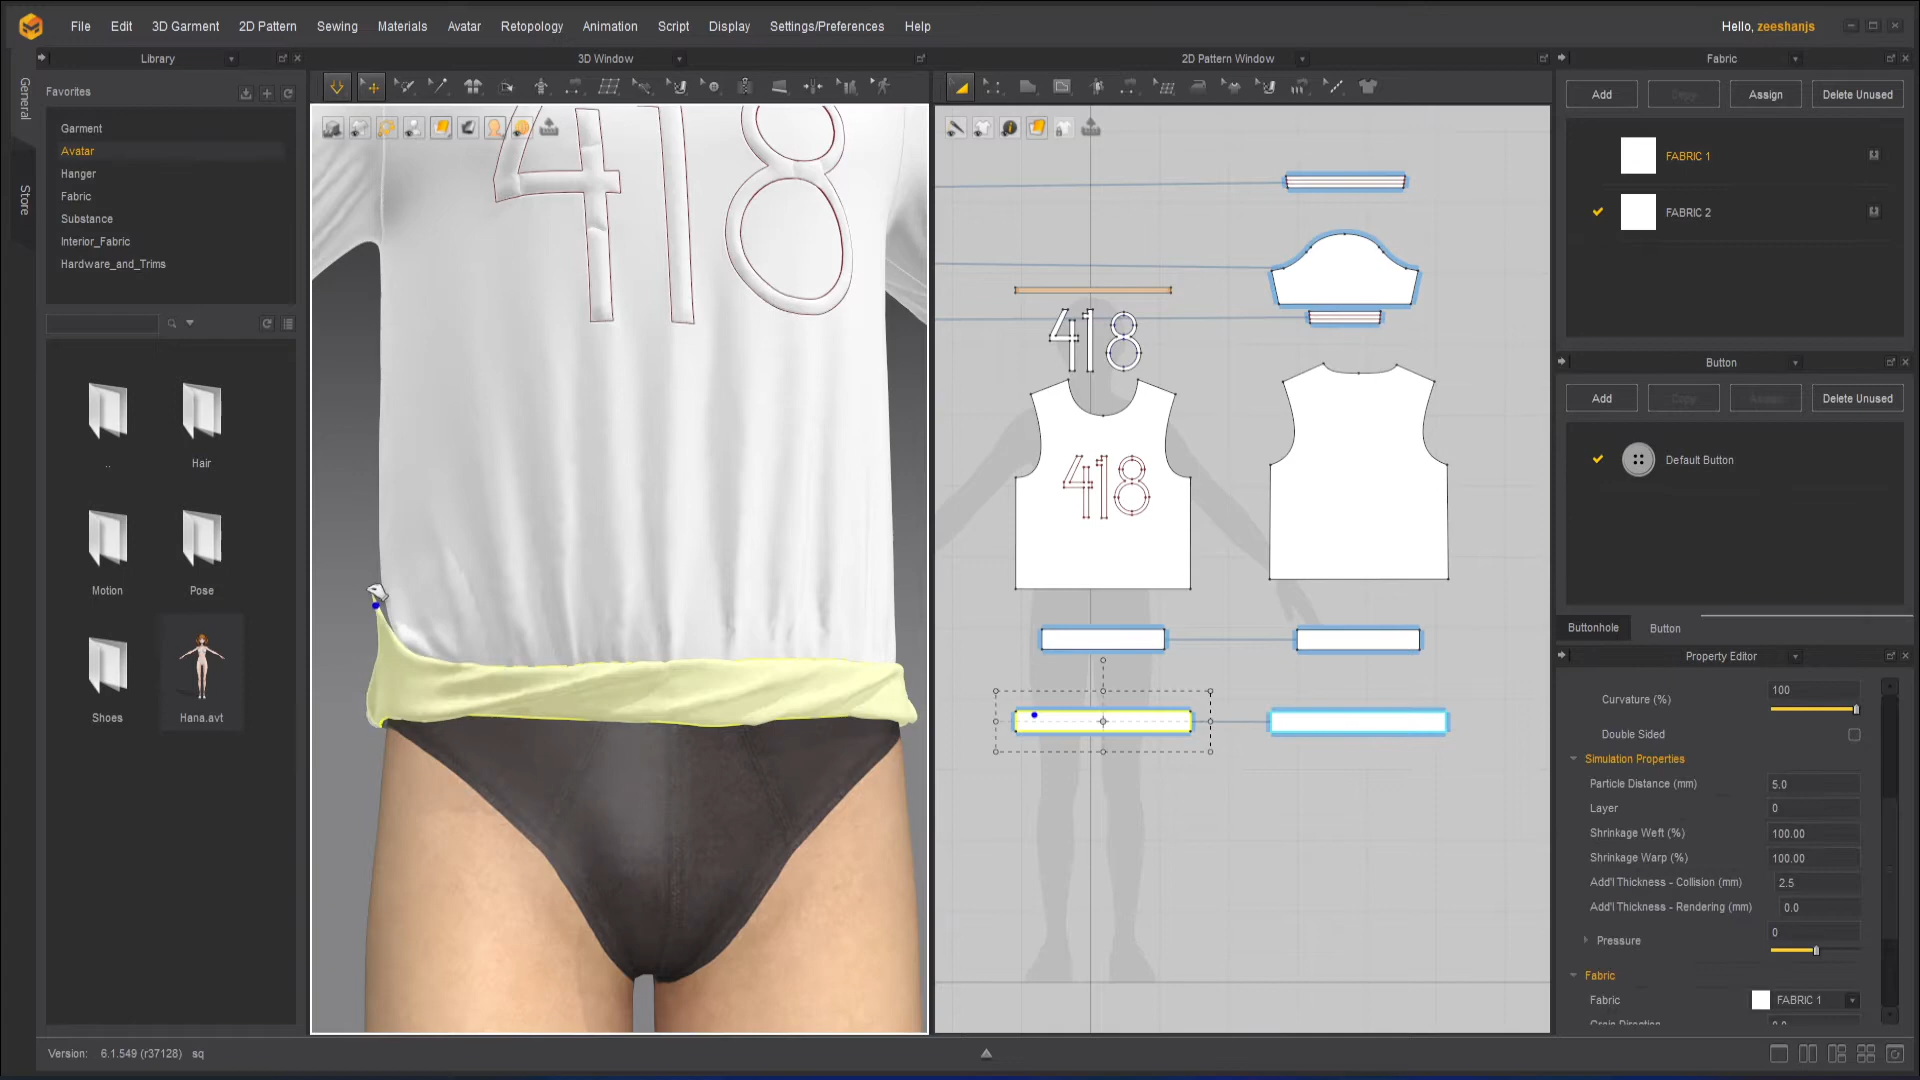 File Edit 3D Garment 2D Pattern Sewing Materials Avatar Retopology Animation Script Display Settings/Preferences Help
Hello, zeeshanjs
General
Store
Library
Favorites
Garment
Avatar
Hanger
Fabric
Substance
Interior_Fabric
Hardware_and_Trims
..
Hair
Motion
Pose
Shoes
Hana.avt
3D Window
418
2D Pattern Window
418
418
Fabric
Add Copy Assign Delete Unused
FABRIC 1
FABRIC 2
Button
Add Copy Assign Delete Unused
Default Button
Buttonhole Button
Property Editor
Curvature (%) 100
Double Sided
Simulation Properties
Particle Distance (mm) 5.0
Layer 0
Shrinkage Weft (%) 100.00
Shrinkage Warp (%) 100.00
Add'l Thickness - Collision (mm) 2.5
Add'l Thickness - Rendering (mm) 0.0
Pressure 0
Fabric
Fabric FABRIC 1
Version: 6.1.549 (r37128) sq